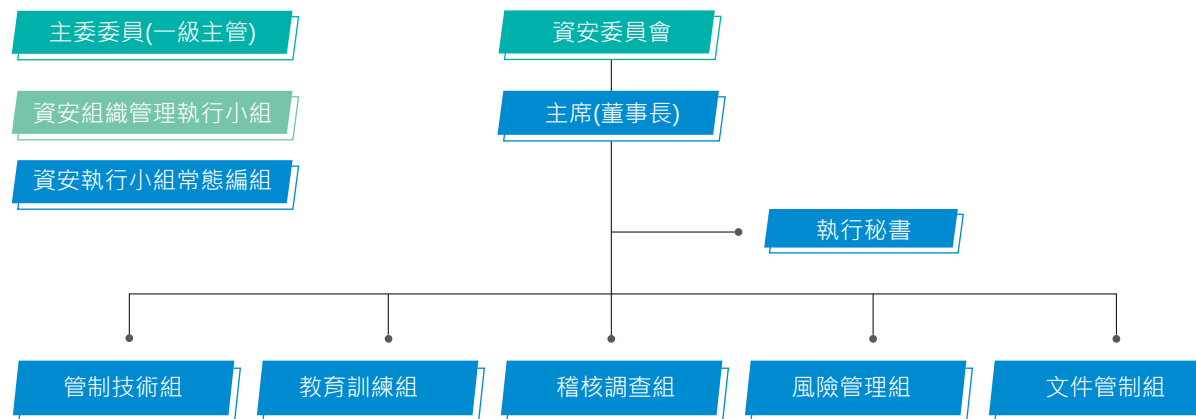 主委委員(一級主管)
資安委員會
資安組織管理執行小組
主席(董事長)
資安執行小組常態編組
執行秘書
管制技術組
教育訓練組
稽核調查組
風險管理組
文件管制組